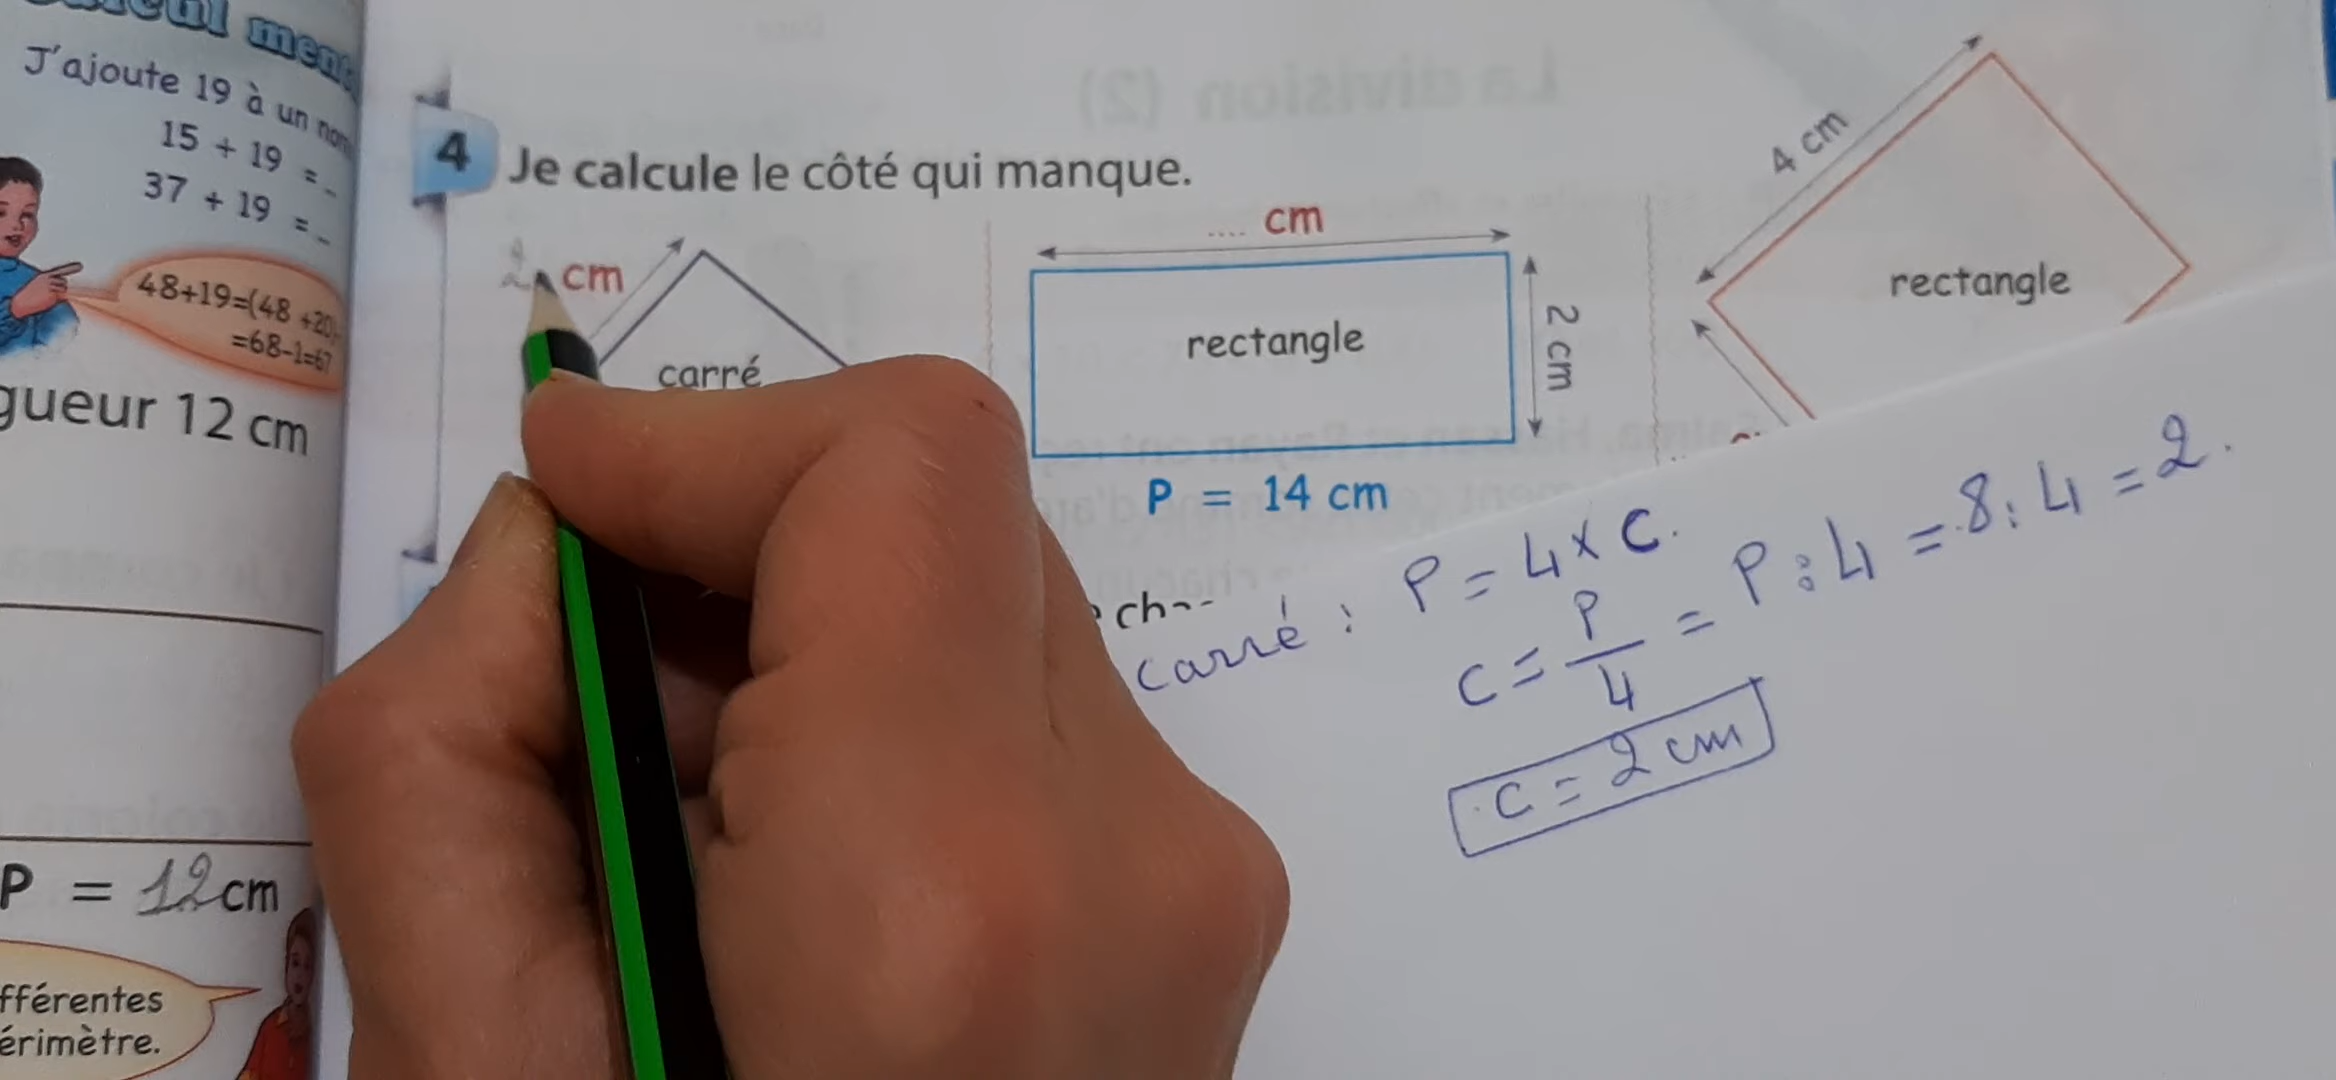 J'ajoute 19 à un
15 + 19 = _
37 + 19 = _
48+19=(48 +20)-
=68-1=67
gueur 12 cm
P = 12 cm
fférentes
érimètre.
4 Je calcule le côté qui manque.
2 cm
carré
.... cm
rectangle
2 cm
P = 14 cm
4 cm
rectangle
carré : P = 4 x C.
C = P/4 = P : 4 = 8 : 4 = 2.
C = 2 cm